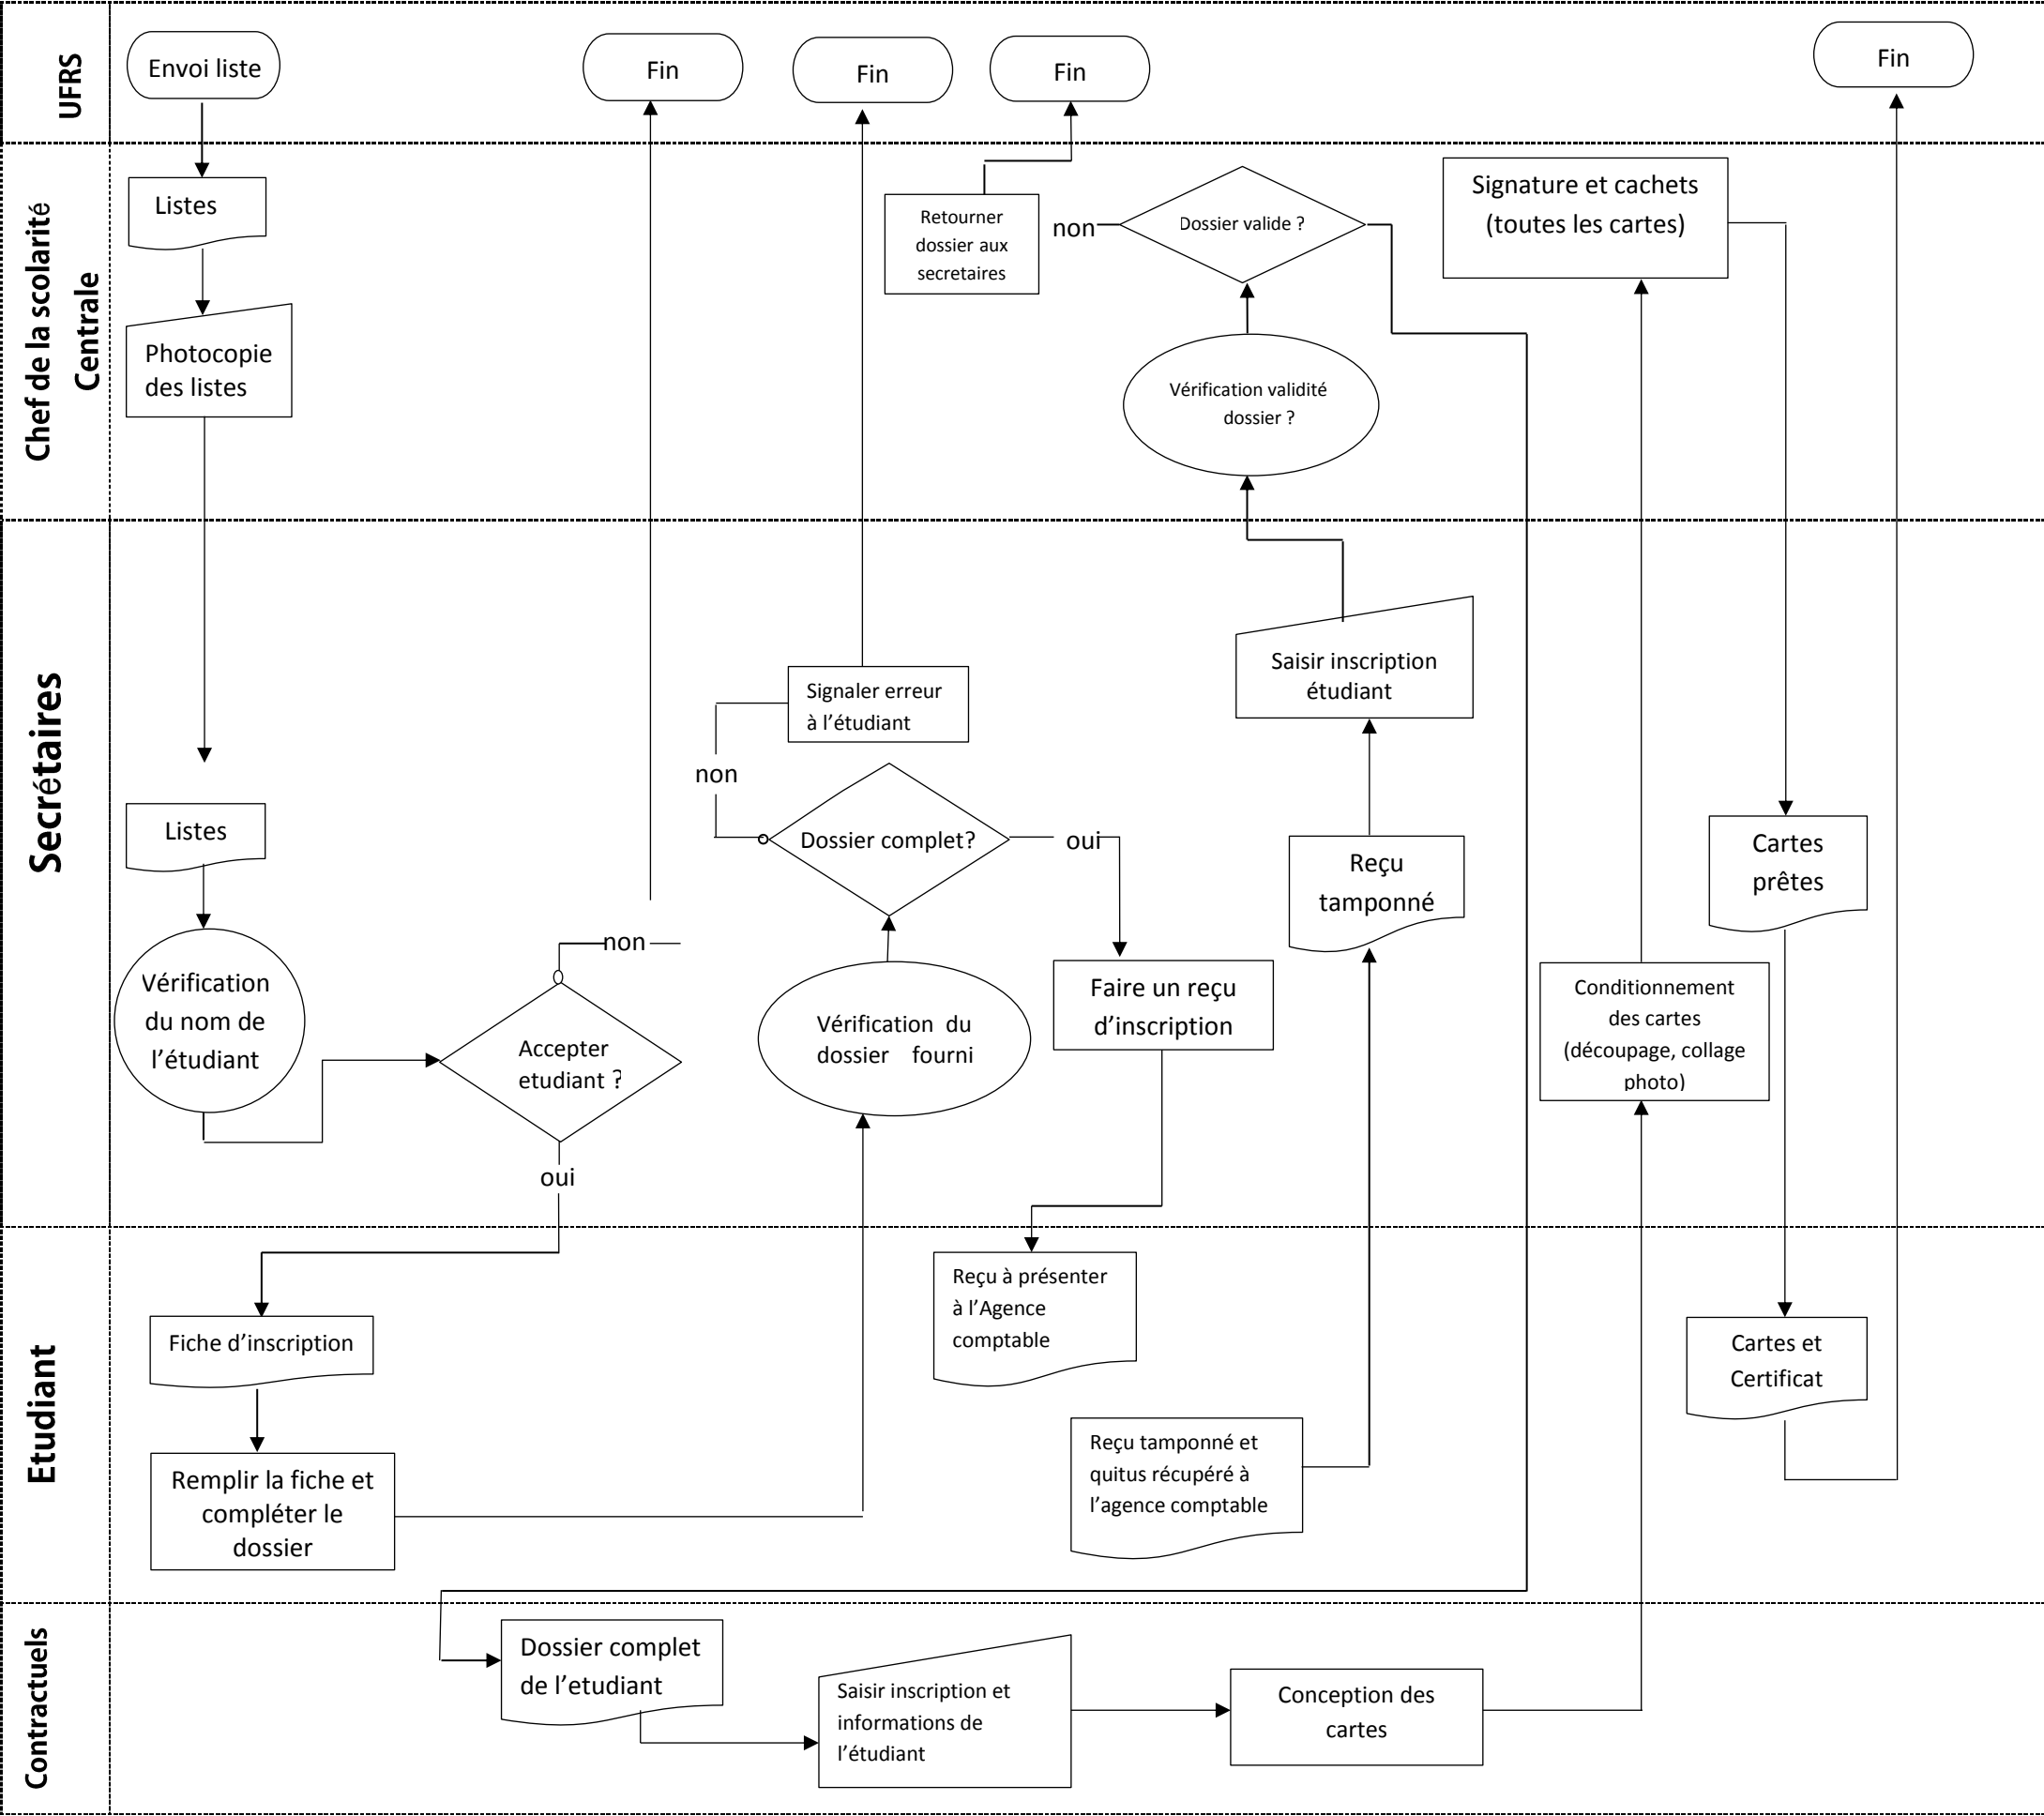 UFRS
Envoi liste
Fin
Fin
Fin
Fin
Chef de la scolarité
Centrale
Listes
Photocopie
des listes
Retourner
dossier aux
secretaires
non
Dossier valide ?
Vérification validité
dossier ?
Signature et cachets
(toutes les cartes)
Secrétaires
Listes
Vérification
du nom de
l'étudiant
non
Accepter
etudiant ?
oui
Signaler erreur
à l'étudiant
non
Dossier complet?
oui
Vérification du
dossier fourni
Faire un reçu
d'inscription
Saisir inscription
étudiant
Reçu
tamponné
Conditionnement
des cartes
(découpage, collage
photo)
Cartes
prêtes
Etudiant
Fiche d'inscription
Remplir la fiche et
compléter le
dossier
Reçu à présenter
à l'Agence
comptable
Reçu tamponné et
quitus récupéré à
l'agence comptable
Cartes et
Certificat
Contractuels
Dossier complet
de l'etudiant
Saisir inscription et
informations de
l'étudiant
Conception des
cartes